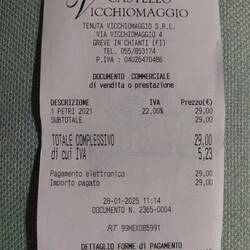 CASTELLO
VICCHIOMAGGIO
TENUTA VICCHIOMAGGIO S.R.L.
VIA VICCHIOMAGGIO 4
GREVE IN CHIANTI (FI)
TEL. 055/853174
P.IVA : 04026470486
DOCUMENTO COMMERCIALE
di vendita o prestazione
DESCRIZIONE IVA Prezzo(€)
1 PETRI 2021 22,00% 29,00
SUBTOTALE 29,00
TOTALE COMPLESSIVO 29,00
di cui IVA 5,23
Pagamento elettronico 29,00
Importo pagato 29,00
28-01-2025 11:14
DOCUMENTO N. 2365-0004
RT 99MEX085991
DETTAGLIO FORME DI PAGAMENTO